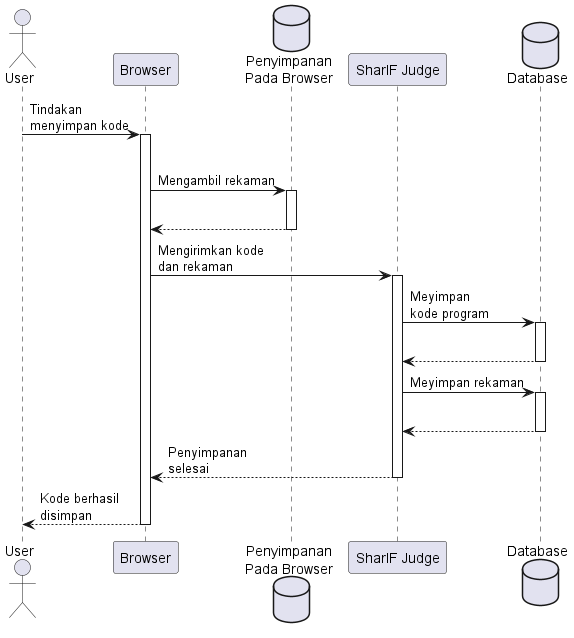 User
Browser
Penyimpanan
Pada Browser
SharIF Judge
Database
Tindakan
menyimpan kode
Mengambil rekaman
Mengirimkan kode
dan rekaman
Meyimpan
kode program
Meyimpan rekaman
Penyimpanan
selesai
Kode berhasil
disimpan
User
Browser
Penyimpanan
Pada Browser
SharIF Judge
Database